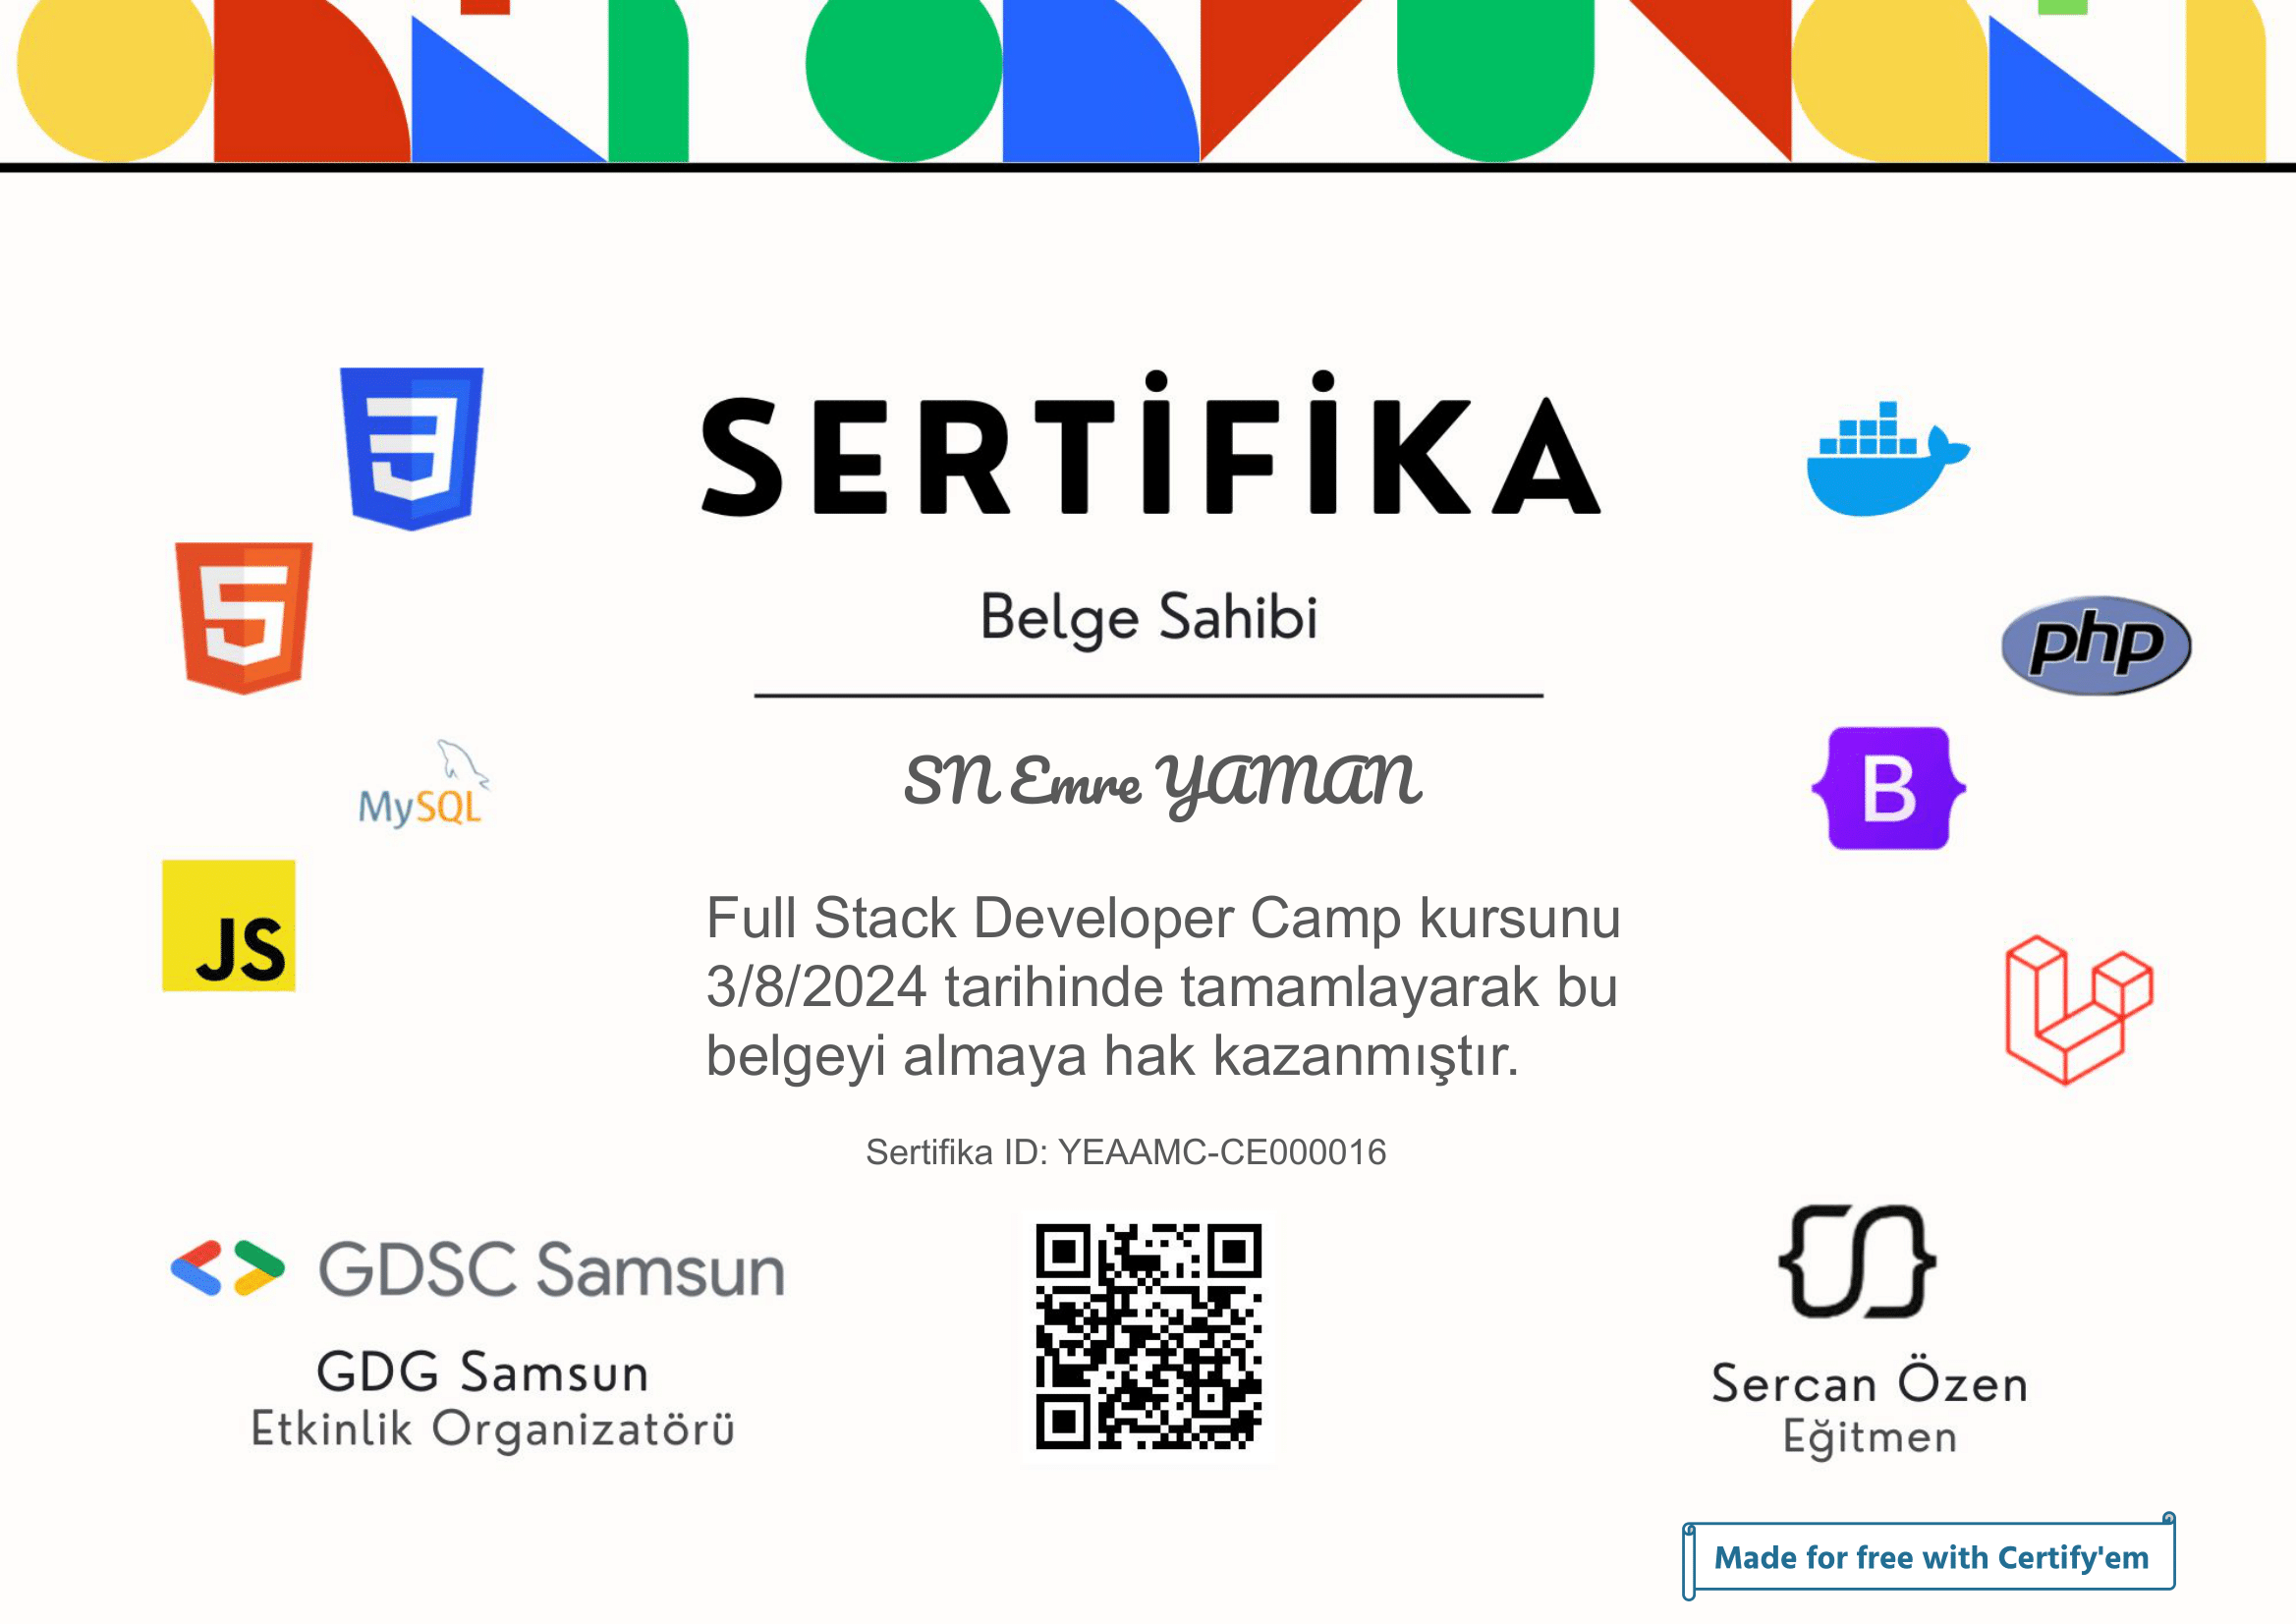 SERTİFİKA
Belge Sahibi
SN Emre YAMAN
MySQL
JS
php
B
Full Stack Developer Camp kursunu
3/8/2024 tarihinde tamamlayarak bu
belgeyi almaya hak kazanmıştır.
Sertifika ID: YEAAMC-CE000016
GDSC Samsun
GDG Samsun
Etkinlik Organizatörü
Sercan Özen
Eğitmen
Made for free with Certify'em